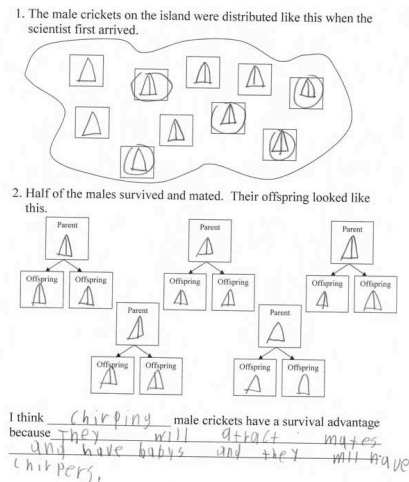 1. The male crickets on the island were distributed like this when the
scientist first arrived.
2. Half of the males survived and mated. Their offspring looked like
this.
Parent Parent Parent
Offspring Offspring Offspring Offspring Offspring Offspring
Parent Parent
Offspring Offspring Offspring Offspring
I think chirping male crickets have a survival advantage
because They will attract mates
and have babys and they will have
chirpers.